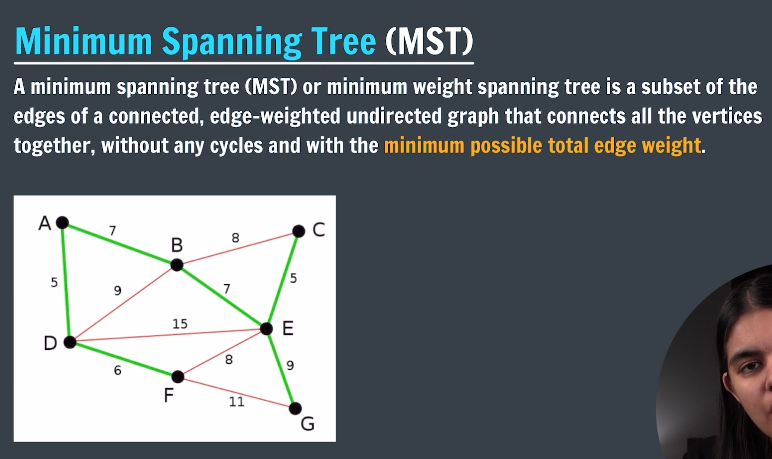 Minimum Spanning Tree (MST)
A minimum spanning tree (MST) or minimum weight spanning tree is a subset of the
edges of a connected, edge-weighted undirected graph that connects all the vertices
together, without any cycles and with the minimum possible total edge weight.
A
7
B
8
C
5
9
7
5
15
D
E
6
8
9
F
11
G